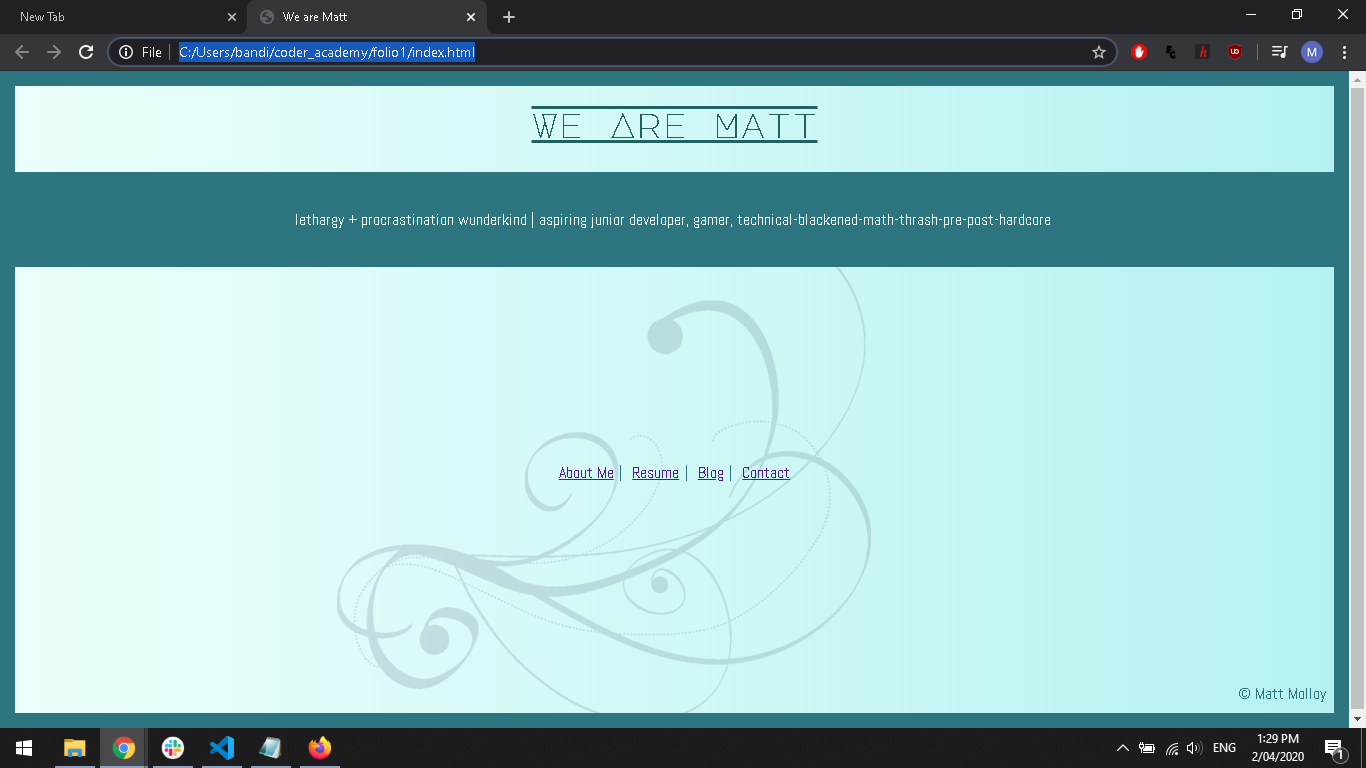 New Tab
We are Matt
File
C:/Users/bandi/coder_academy/folio1/index.html
M
WE ARE MATT
lethargy + procrastination wunderkind | aspiring junior developer, gamer, technical-blackened-math-thrash-pre-post-hardcore
About Me | Resume | Blog | Contact
© Matt Malloy
ENG
1:29 PM
2/04/2020
1